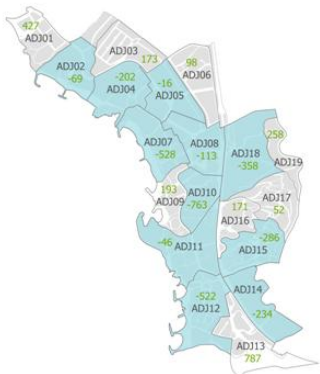 427
ADJ01
ADJ02
-69
ADJ03
173
-202
ADJ04
98
ADJ06
-16
ADJ05
ADJ07
-528
ADJ08
-113
258
ADJ18
-358
ADJ19
193
ADJ09
ADJ10
-763
ADJ17
52
171
ADJ16
-46
ADJ11
-286
ADJ15
-522
ADJ12
ADJ14
-234
ADJ13
787